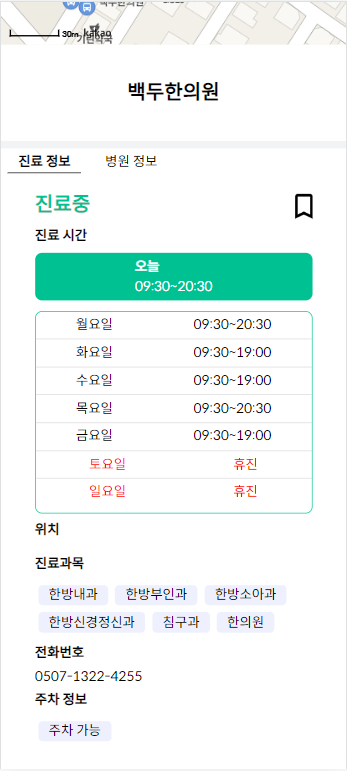 30m kakao
기린약국
백두한의원
진료 정보 병원 정보
진료중
진료 시간
오늘
09:30~20:30
월요일 09:30~20:30
화요일 09:30~19:00
수요일 09:30~19:00
목요일 09:30~20:30
금요일 09:30~19:00
토요일 휴진
일요일 휴진
위치
진료과목
한방내과 한방부인과 한방소아과
한방신경정신과 침구과 한의원
전화번호
0507-1322-4255
주차 정보
주차 가능